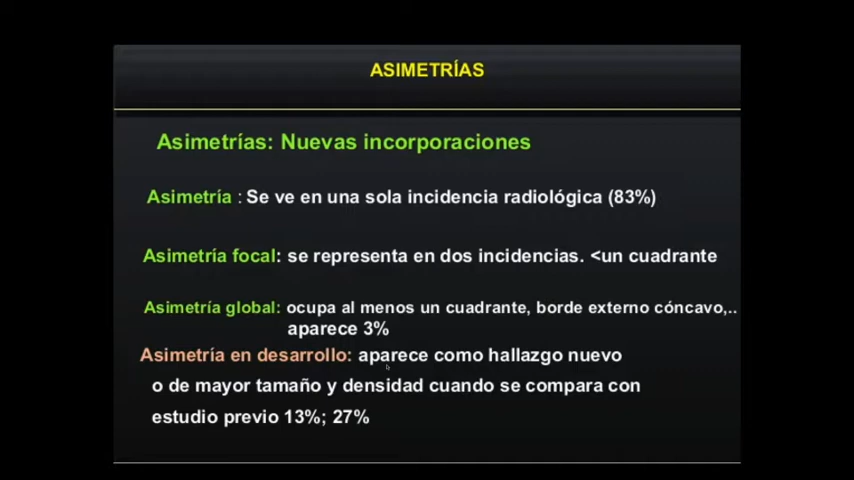 ASIMETRÍAS
Asimetrías: Nuevas incorporaciones
Asimetría : Se ve en una sola incidencia radiológica (83%)
Asimetría focal: se representa en dos incidencias. <un cuadrante
Asimetría global: ocupa al menos un cuadrante, borde externo cóncavo,..
aparece 3%
Asimetría en desarrollo: aparece como hallazgo nuevo
o de mayor tamaño y densidad cuando se compara con
estudio previo 13%; 27%